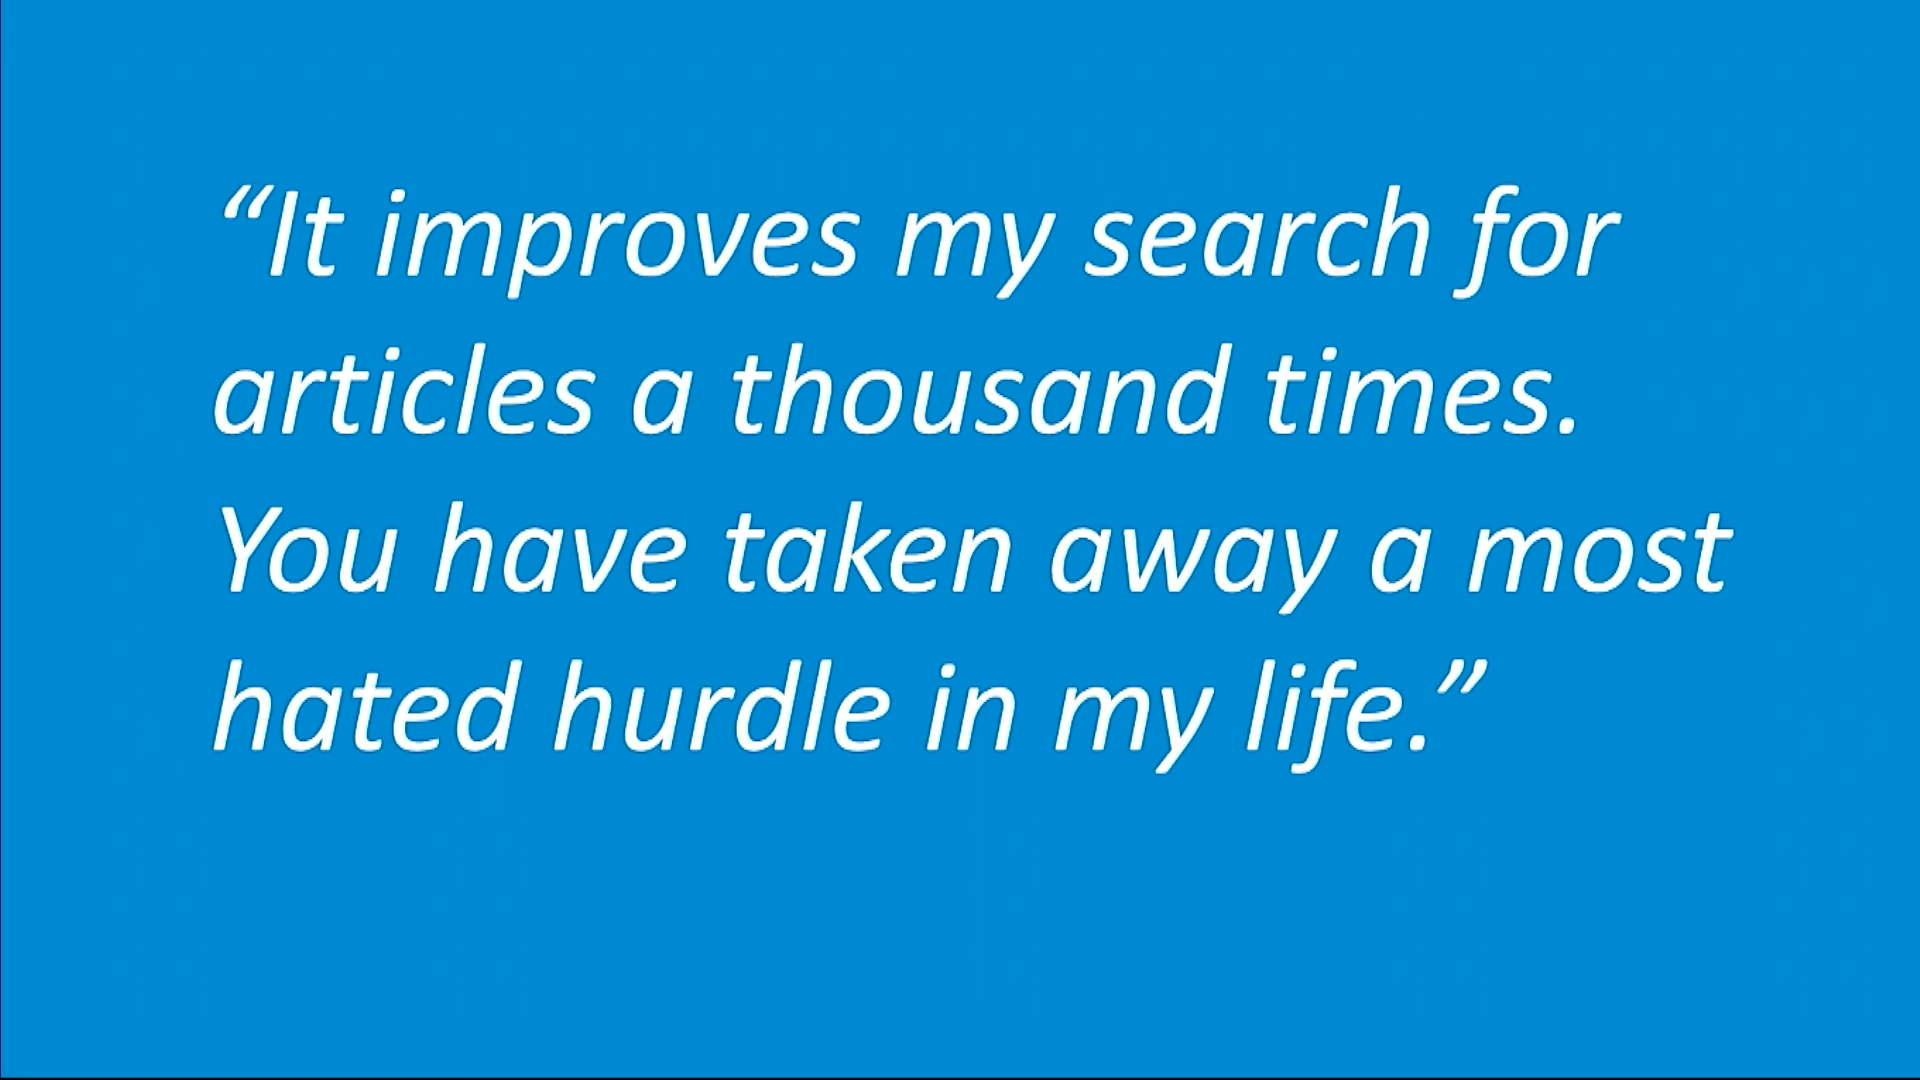 “It improves my search for
articles a thousand times.
You have taken away a most
hated hurdle in my life.”